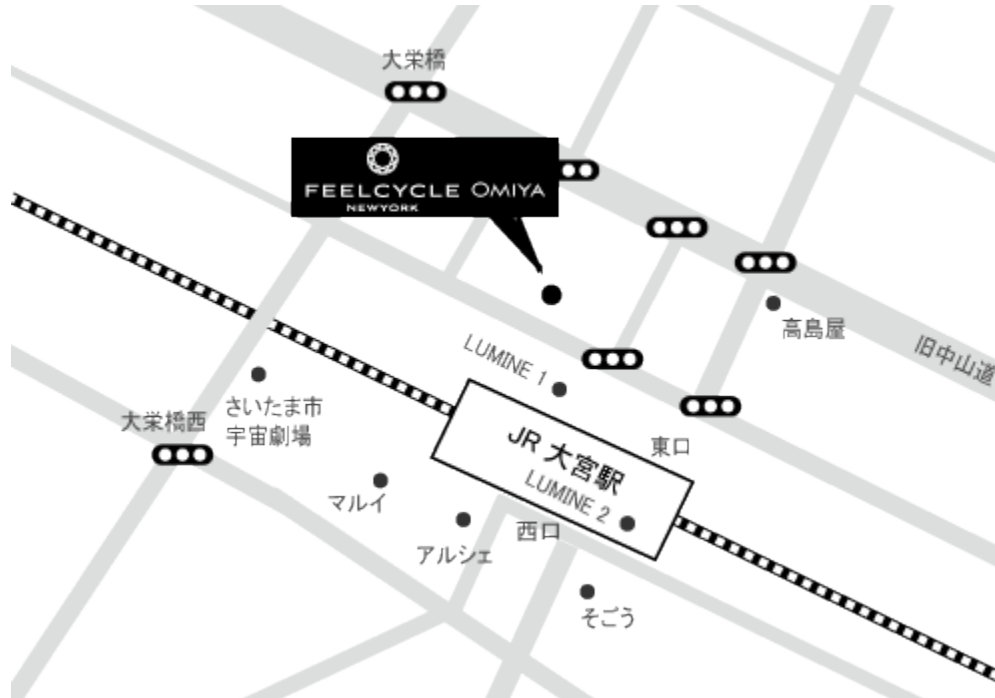 大栄橋
FEELCYCLE OMIYA
NEWYORK
高島屋
旧中山道
LUMINE 1
さいたま市
宇宙劇場
大栄橋西
JR 大宮駅
東口
LUMINE 2
マルイ
西口
アルシェ
そごう